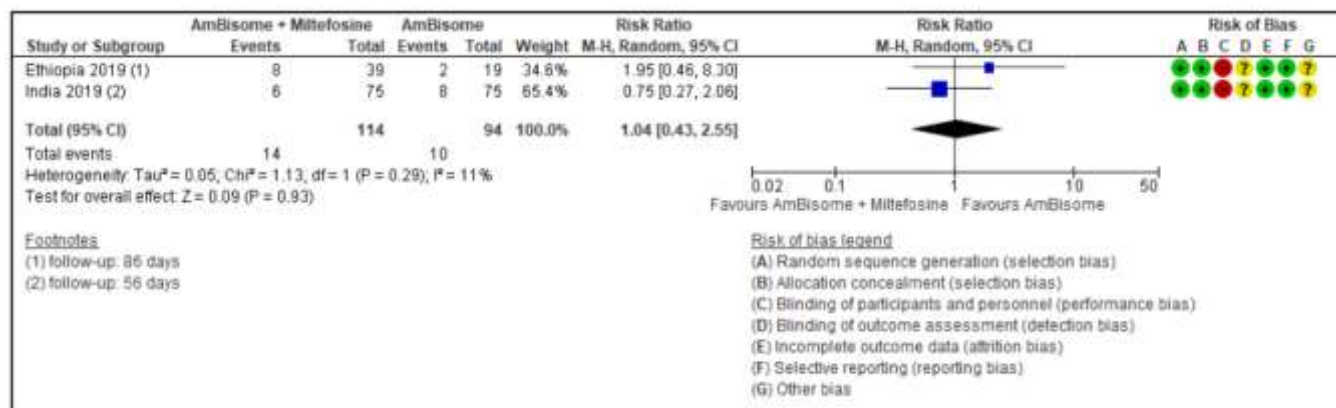 AmBisome + Miltefosine AmBisome Risk Ratio Risk Ratio Risk of Bias
Study or Subgroup Events Total Events Total Weight M-H, Random, 95% CI M-H, Random, 95% CI A B C D E F G
Ethiopia 2019 (1) 8 39 2 19 34.6% 1.95 [0.46, 8.30] + + - ? + + ?
India 2019 (2) 6 75 8 75 65.4% 0.75 [0.27, 2.06] + + - ? + + ?
Total (95% CI) 114 94 100.0% 1.04 [0.43, 2.55]
Total events 14 10
Heterogeneity: Tau² = 0.05; Chi² = 1.13, df = 1 (P = 0.29); I² = 11%
Test for overall effect: Z = 0.09 (P = 0.93)
0.02 0.1 1 10 50
Favours AmBisome + Miltefosine Favours AmBisome
Footnotes
(1) follow-up: 86 days
(2) follow-up: 56 days
Risk of bias legend
(A) Random sequence generation (selection bias)
(B) Allocation concealment (selection bias)
(C) Blinding of participants and personnel (performance bias)
(D) Blinding of outcome assessment (detection bias)
(E) Incomplete outcome data (attrition bias)
(F) Selective reporting (reporting bias)
(G) Other bias